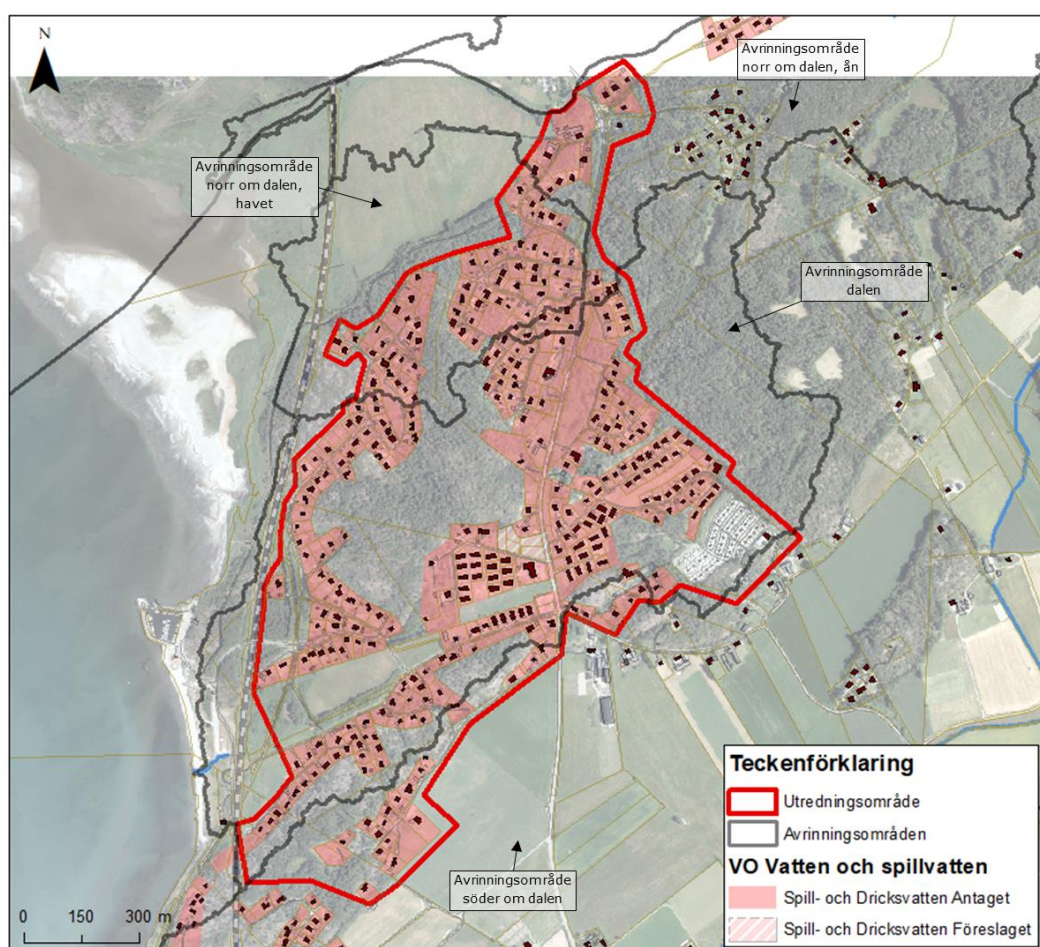 N
Avrinningsområde
norr om dalen, ån
Avrinningsområde
norr om dalen,
havet
Avrinningsområde
dalen
Avrinningsområde
söder om dalen
0 150 300 m
Teckenförklaring
Utredningsområde
Avrinningsområden
VO Vatten och spillvatten
Spill- och Dricksvatten Antaget
Spill- och Dricksvatten Föreslaget